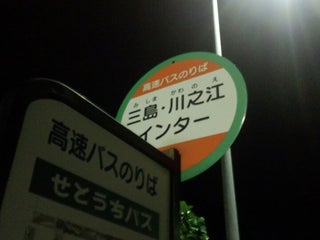 高速バスのりば
みしま かわのえ
三島・川之江
インター
高速バスのりば
せとうちバス